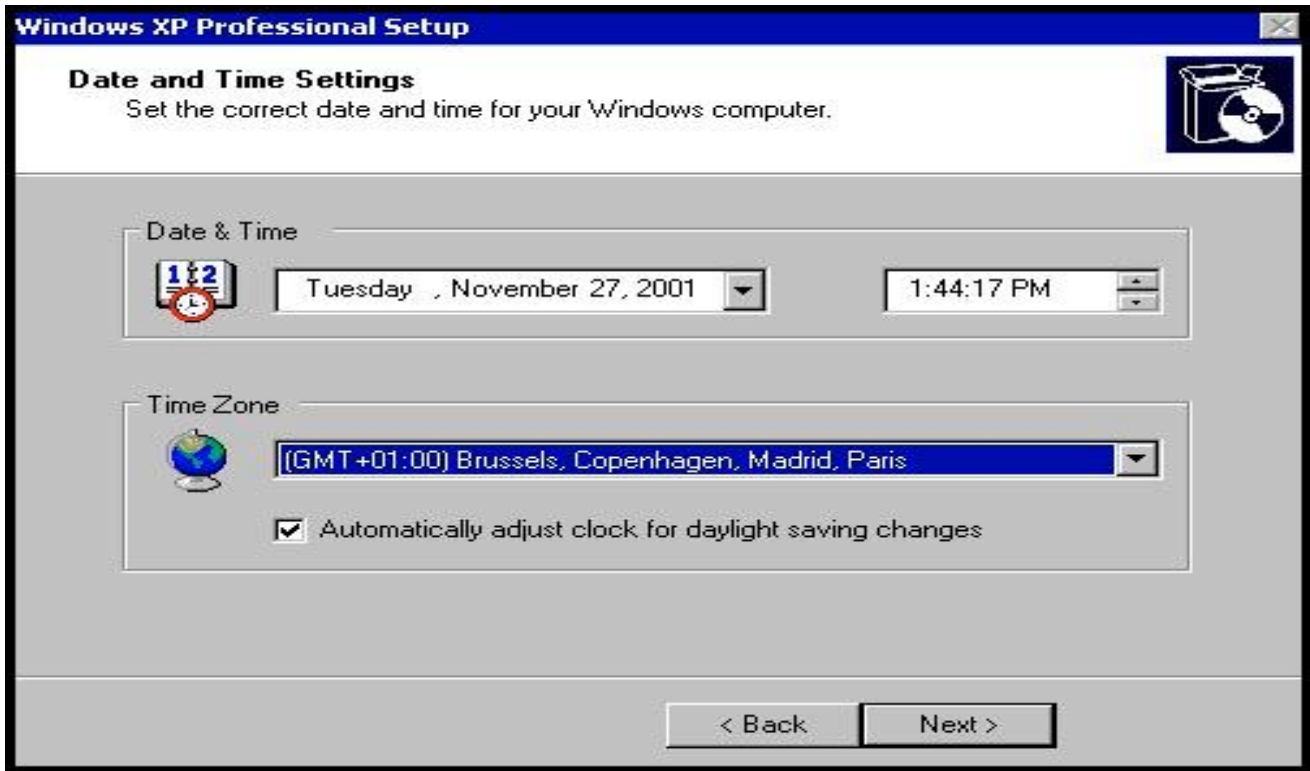 Windows XP Professional Setup
Date and Time Settings
Set the correct date and time for your Windows computer.
Date & Time
1 2
Tuesday , November 27, 2001
1:44:17 PM
Time Zone
(GMT+01:00) Brussels, Copenhagen, Madrid, Paris
Automatically adjust clock for daylight saving changes
< Back
Next >